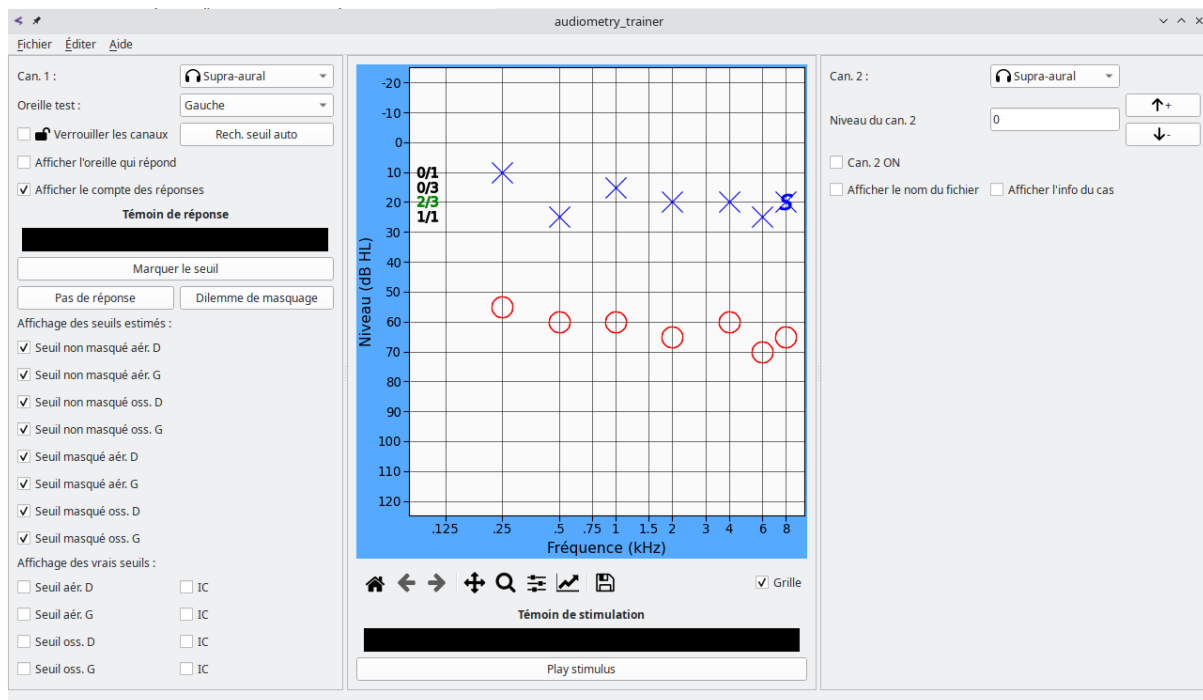 audiometry_trainer
Fichier Éditer Aide
Can. 1 :
Supra-aural
Oreille test :
Gauche
Verrouiller les canaux
Rech. seuil auto
Afficher l'oreille qui répond
Afficher le compte des réponses
Témoin de réponse
Marquer le seuil
Pas de réponse
Dilemme de masquage
Affichage des seuils estimés :
Seuil non masqué aér. D
Seuil non masqué aér. G
Seuil non masqué oss. D
Seuil non masqué oss. G
Seuil masqué aér. D
Seuil masqué aér. G
Seuil masqué oss. D
Seuil masqué oss. G
Affichage des vrais seuils :
Seuil aér. D IC
Seuil aér. G IC
Seuil oss. D IC
Seuil oss. G IC
Niveau (dB HL)
-20
-10
0
10
20
30
40
50
60
70
80
90
100
110
120
0/1
0/3
2/3
1/1
S
.125 .25 .5 .75 1 1.5 2 3 4 6 8
Fréquence (kHz)
Grille
Témoin de stimulation
Play stimulus
Can. 2 :
Supra-aural
Niveau du can. 2
0
+
-
Can. 2 ON
Afficher le nom du fichier
Afficher l'info du cas